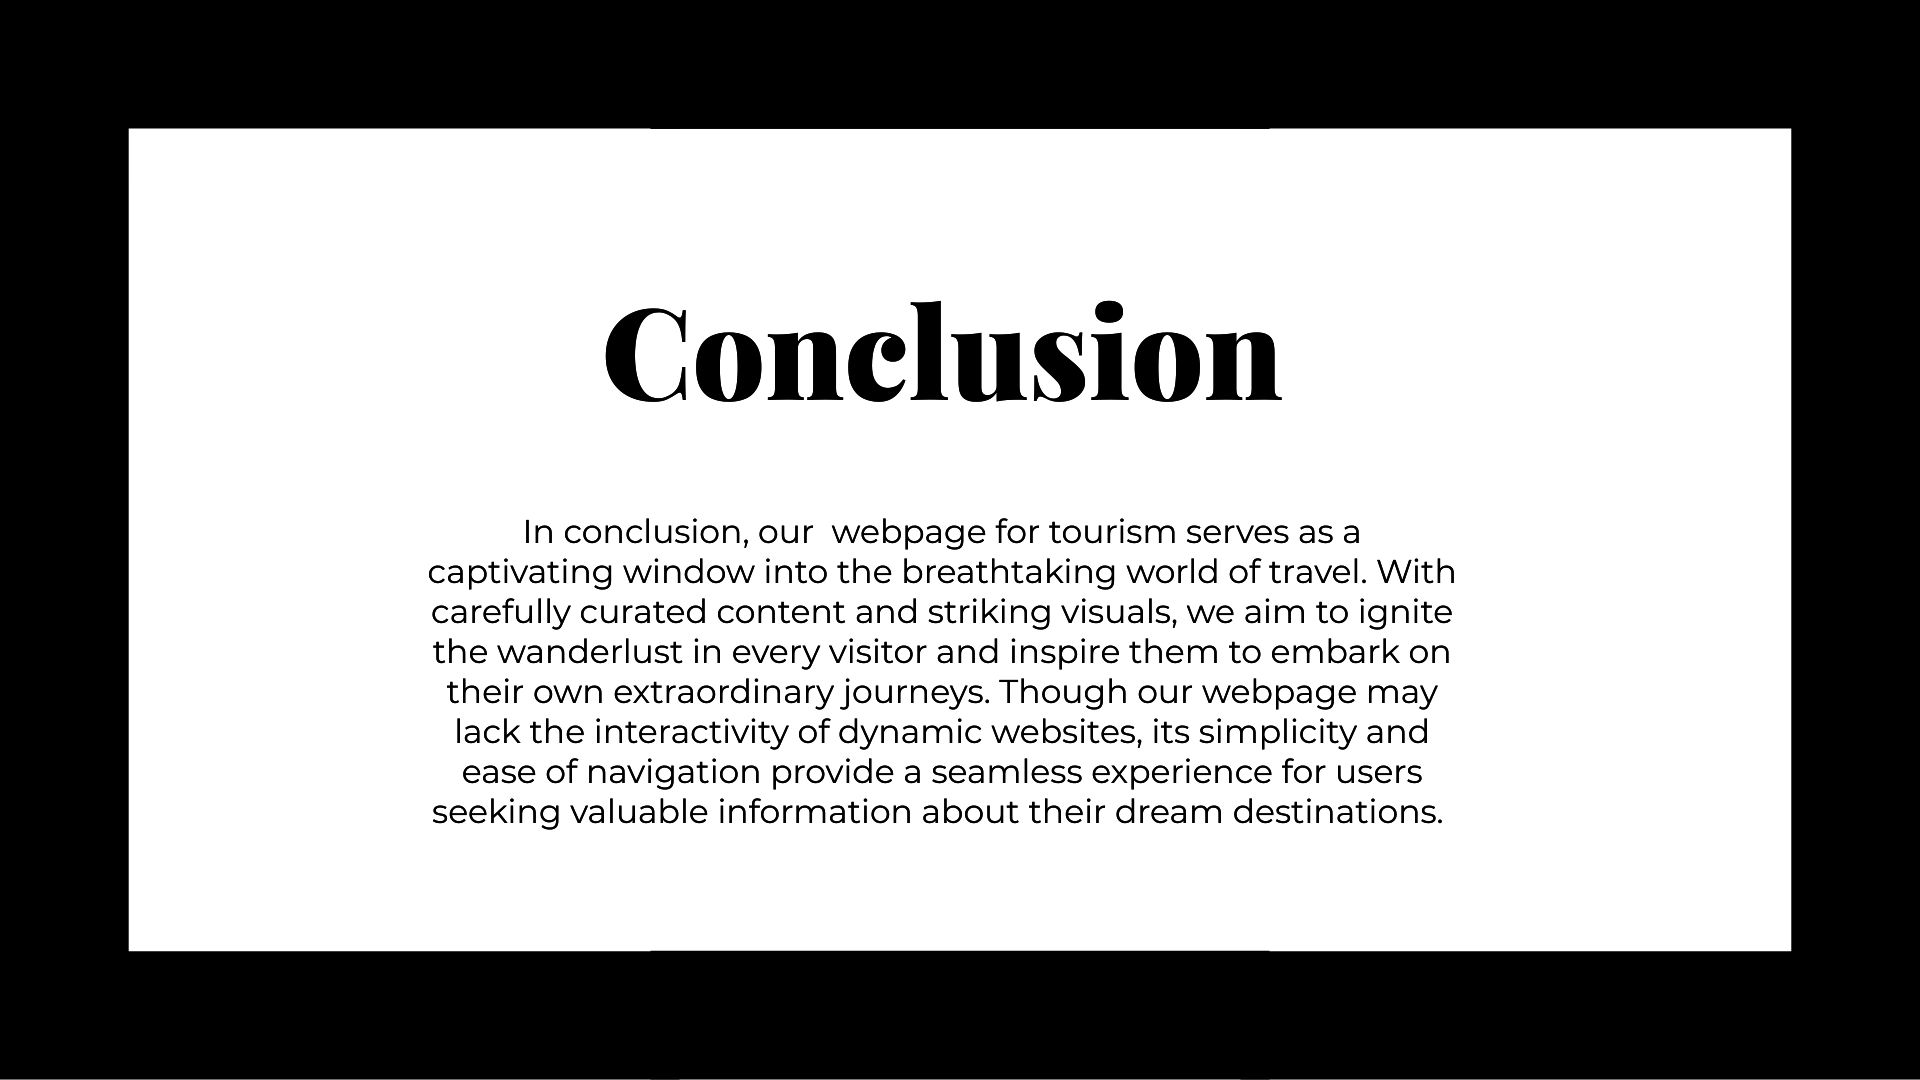 Conclusion
In conclusion, our  webpage for tourism serves as a
captivating window into the breathtaking world of travel. With
carefully curated content and striking visuals, we aim to ignite
the wanderlust in every visitor and inspire them to embark on
their own extraordinary journeys. Though our webpage may
lack the interactivity of dynamic websites, its simplicity and
ease of navigation provide a seamless experience for users
seeking valuable information about their dream destinations.